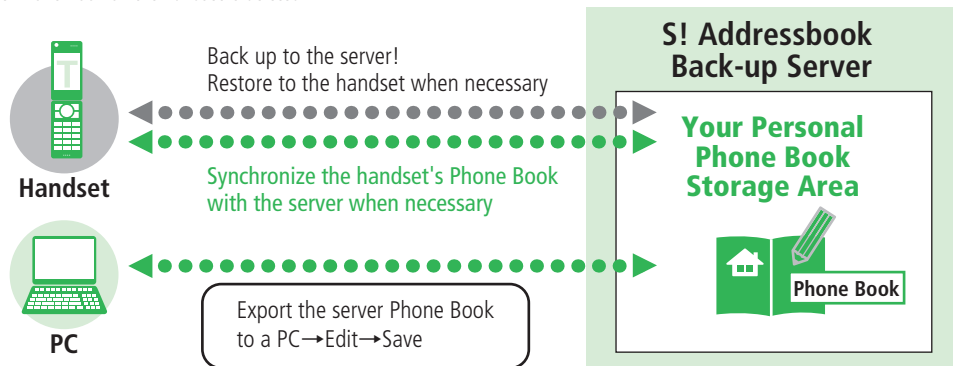 Back up to the server!
Restore to the handset when necessary
Handset
Synchronize the handset's Phone Book
with the server when necessary
PC
Export the server Phone Book
to a PC→Edit→Save
S! Addressbook
Back-up Server
Your Personal
Phone Book
Storage Area
Phone Book